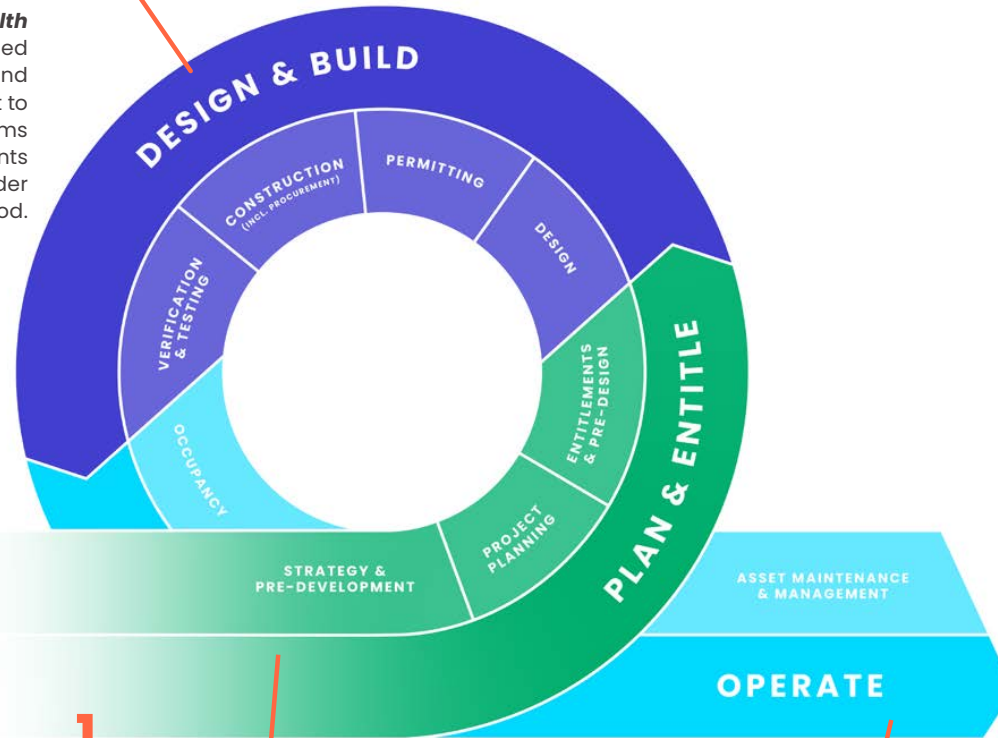 lth
ed
nd
t to
ms
nts
der
od.
DESIGN & BUILD
PERMITTING
CONSTRUCTION
(INCL. PROCUREMENT)
DESIGN
VERIFICATION
& TESTING
ENTITLEMENTS
& PRE-DESIGN
PLAN & ENTITLE
OCCUPANCY
PROJECT
PLANNING
STRATEGY &
PRE-DEVELOPMENT
ASSET MAINTENANCE
& MANAGEMENT
OPERATE
1